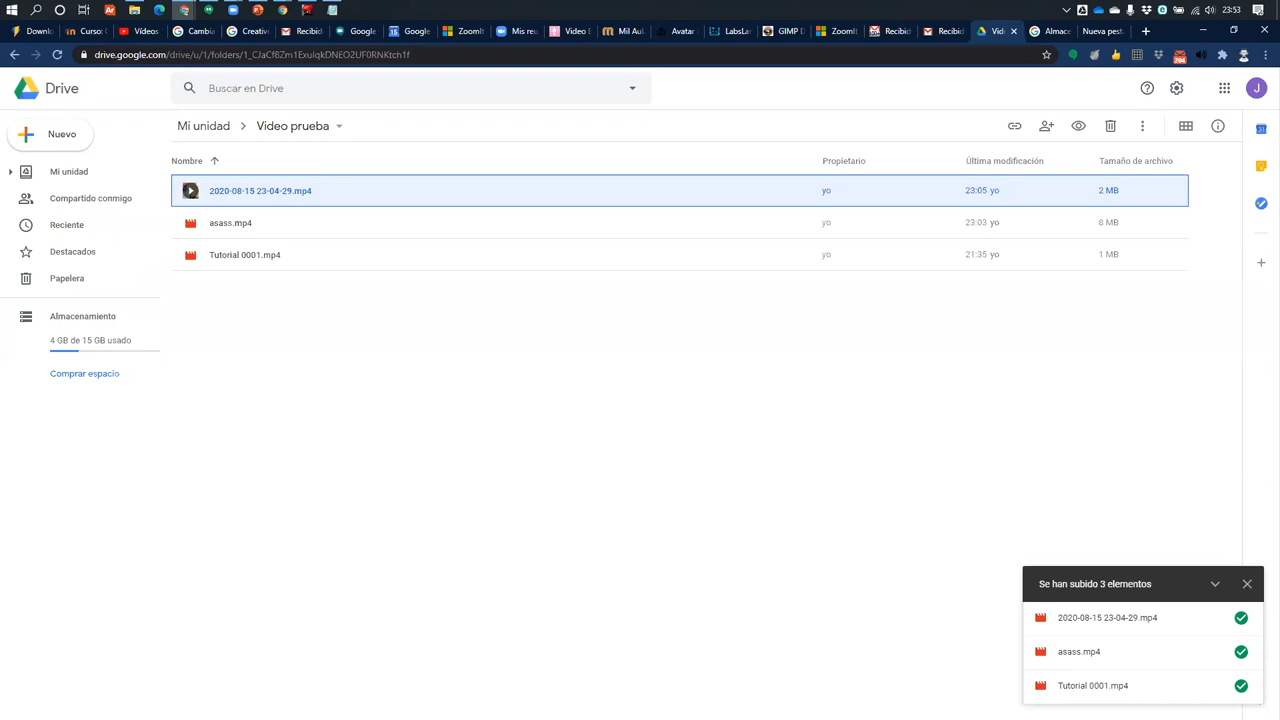 23:53
Downlo
Curso:
Vídeos
Cambia
Creativ
Recibid
Google
Google
ZoomIt
Mis reu
Video E
Mil Aul
Avatar
LabsLa
GIMP D
ZoomIt
Recibid
Recibid
Vide
Almace
Nueva pest
drive.google.com/drive/u/1/folders/1_CJaCf8Zm1ExulqkDNEO2UF0RNKtch1f
284
Drive
Buscar en Drive
J
Nuevo
Mi unidad
Video prueba
Nombre
Propietario
Última modificación
Tamaño de archivo
Mi unidad
2020-08-15 23-04-29.mp4
yo
23:05 yo
2 MB
Compartido conmigo
asass.mp4
yo
23:03 yo
8 MB
Reciente
Tutorial 0001.mp4
yo
21:35 yo
1 MB
Destacados
Papelera
Almacenamiento
4 GB de 15 GB usado
Comprar espacio
Se han subido 3 elementos
2020-08-15 23-04-29.mp4
asass.mp4
Tutorial 0001.mp4